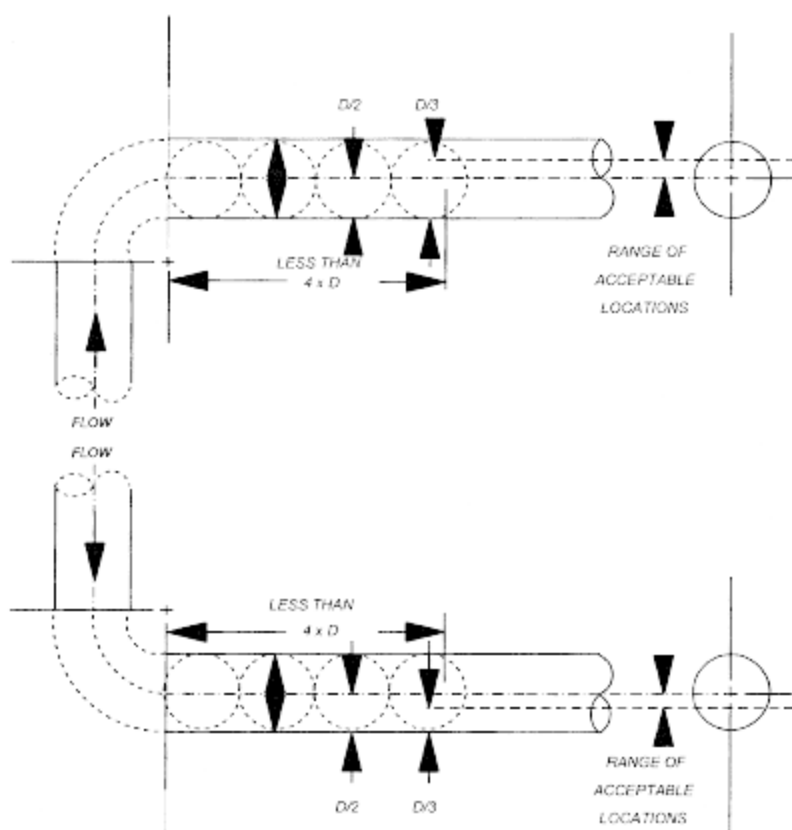 D/2 D/3
LESS THAN
4 x D
RANGE OF
ACCEPTABLE
LOCATIONS
FLOW
FLOW
LESS THAN
4 x D
D/2 D/3
RANGE OF
ACCEPTABLE
LOCATIONS